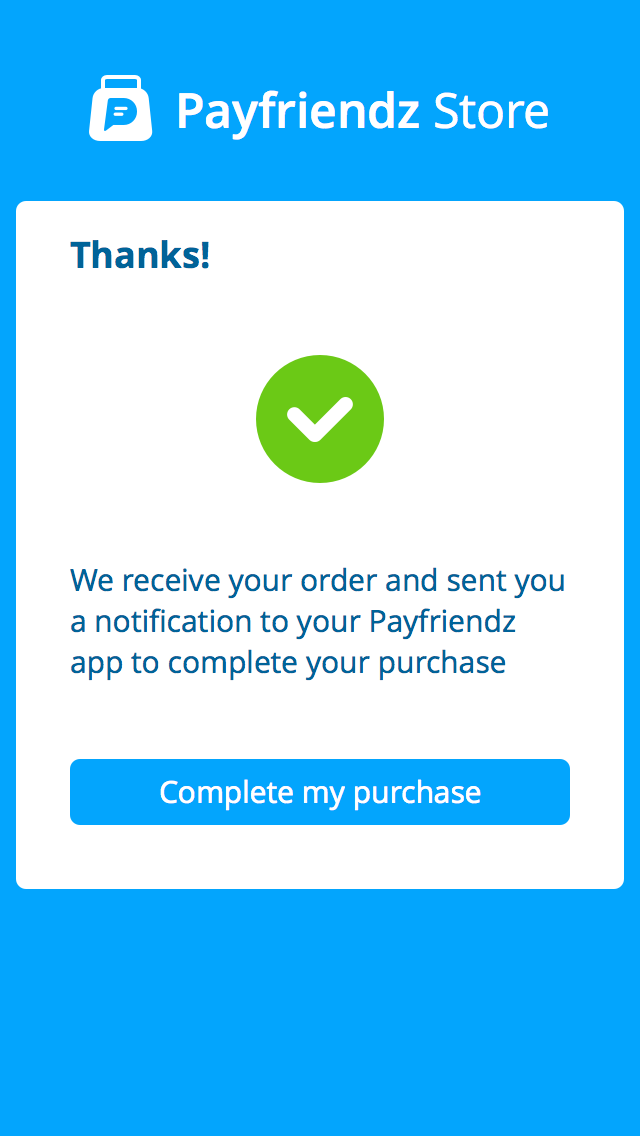 Payfriendz Store
Thanks!
We receive your order and sent you
a notification to your Payfriendz
app to complete your purchase
Complete my purchase